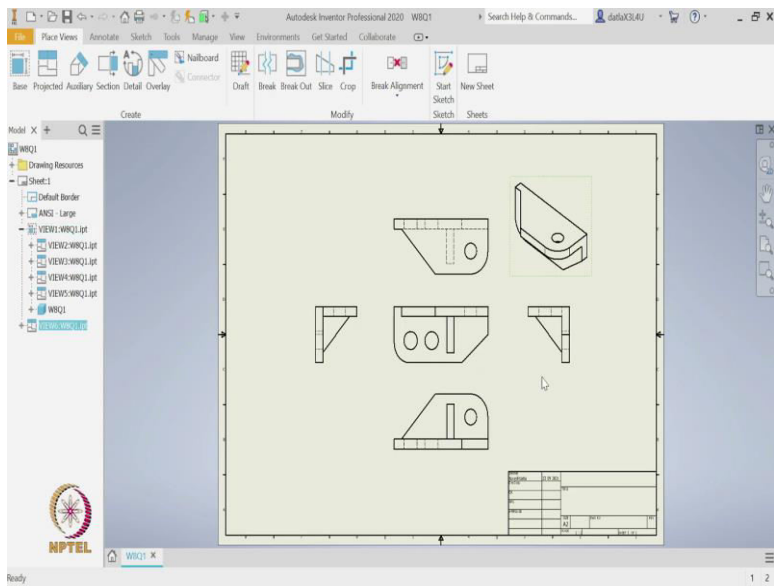 Autodesk Inventor Professional 2020 W8Q1
Search Help & Commands...
datlaX3L4U
File Place Views Annotate Sketch Tools Manage View Environments Get Started Collaborate
Base Projected Auxiliary Section Detail Overlay
Nailboard
Connector
Draft Break Break Out Slice Crop
Break Alignment
Start
Sketch
New Sheet
Create Modify Sketch Sheets
Model
W8Q1
Drawing Resources
Sheet:1
Default Border
ANSI - Large
VIEW1:W8Q1.ipt
VIEW2:W8Q1.ipt
VIEW3:W8Q1.ipt
VIEW4:W8Q1.ipt
VIEW5:W8Q1.ipt
W8Q1
VIEW6:W8Q1.ipt
A2
NPTEL
W8Q1
Ready
1 2